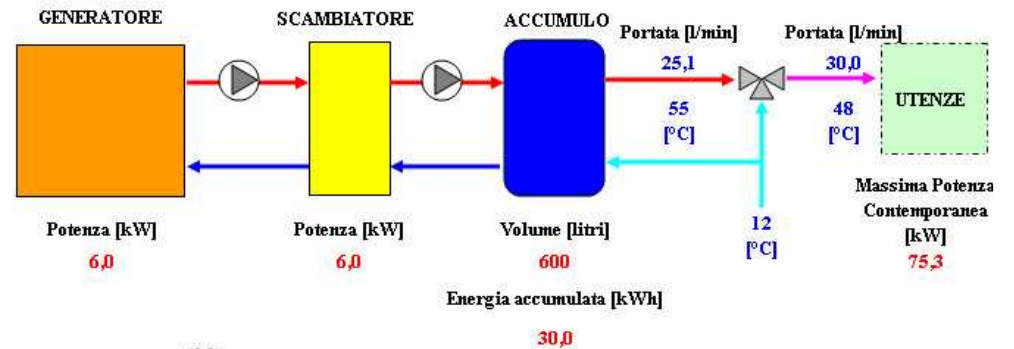 GENERATORE
SCAMBIATORE
ACCUMULO
Portata [l/min]
Portata [l/min]
25,1
30,0
UTENZE
55
[°C]
48
[°C]
12
[°C]
Massima Potenza
Contemporanea
[kW]
75,3
Potenza [kW]
6,0
Potenza [kW]
6,0
Volume [litri]
600
Energia accumulata [kWh]
30,0